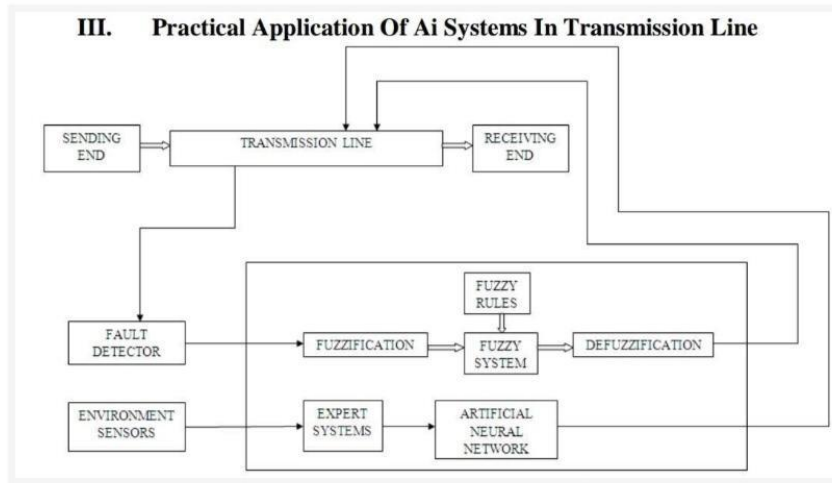 III. Practical Application Of Ai Systems In Transmission Line
SENDING
END
TRANSMISSION LINE
RECEIVING
END
FUZZY
RULES
FAULT
DETECTOR
FUZZIFICATION
FUZZY
SYSTEM
DEFUZZIFICATION
ENVIRONMENT
SENSORS
EXPERT
SYSTEMS
ARTIFICIAL
NEURAL
NETWORK